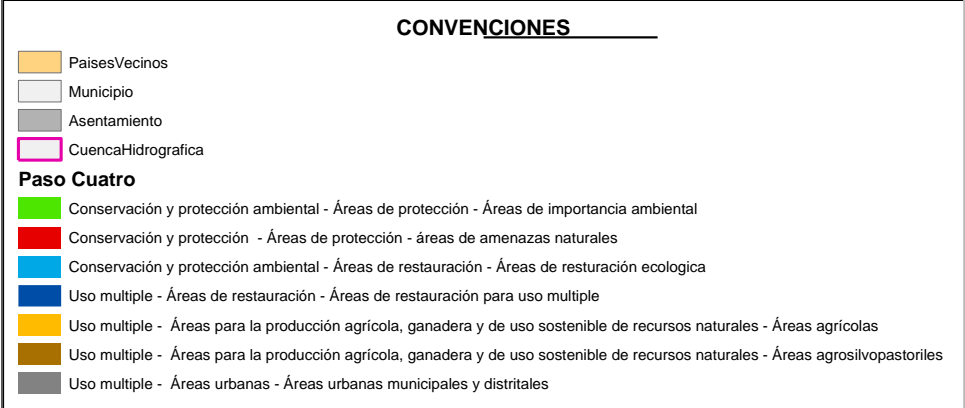 CONVENCIONES
PaisesVecinos
Municipio
Asentamiento
CuencaHidrografica
Paso Cuatro
Conservación y protección ambiental - Áreas de protección - Áreas de importancia ambiental
Conservación y protección - Áreas de protección - áreas de amenazas naturales
Conservación y protección ambiental - Áreas de restauración - Áreas de resturación ecologica
Uso multiple - Áreas de restauración - Áreas de restauración para uso multiple
Uso multiple - Áreas para la producción agrícola, ganadera y de uso sostenible de recursos naturales - Áreas agrícolas
Uso multiple - Áreas para la producción agrícola, ganadera y de uso sostenible de recursos naturales - Áreas agrosilvopastoriles
Uso multiple - Áreas urbanas - Áreas urbanas municipales y distritales